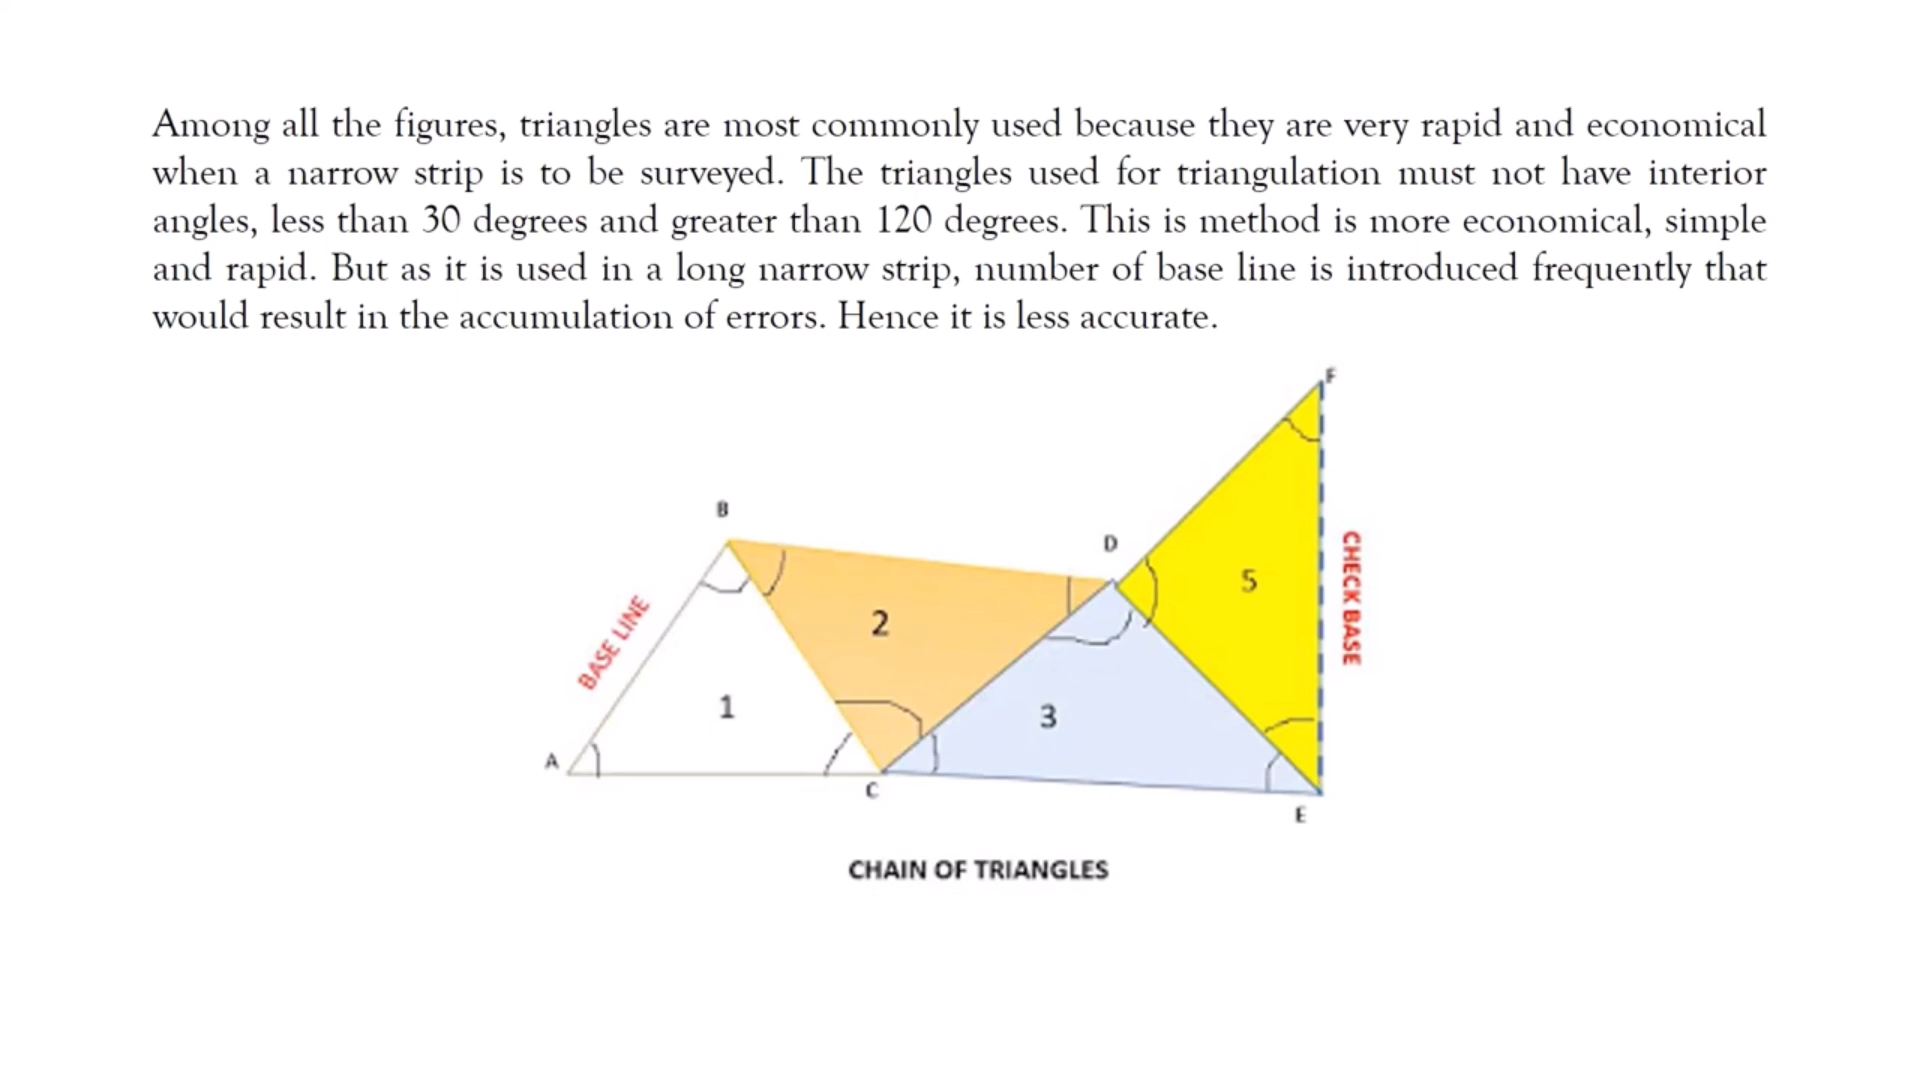 Among all the figures, triangles are most commonly used because they are very rapid and economical
when a narrow strip is to be surveyed. The triangles used for triangulation must not have interior
angles, less than 30 degrees and greater than 120 degrees. This is method is more economical, simple
and rapid. But as it is used in a long narrow strip, number of base line is introduced frequently that
would result in the accumulation of errors. Hence it is less accurate.
F
B
D
BASE LINE
CHECK BASE
5
2
1
3
A
C
E
CHAIN OF TRIANGLES